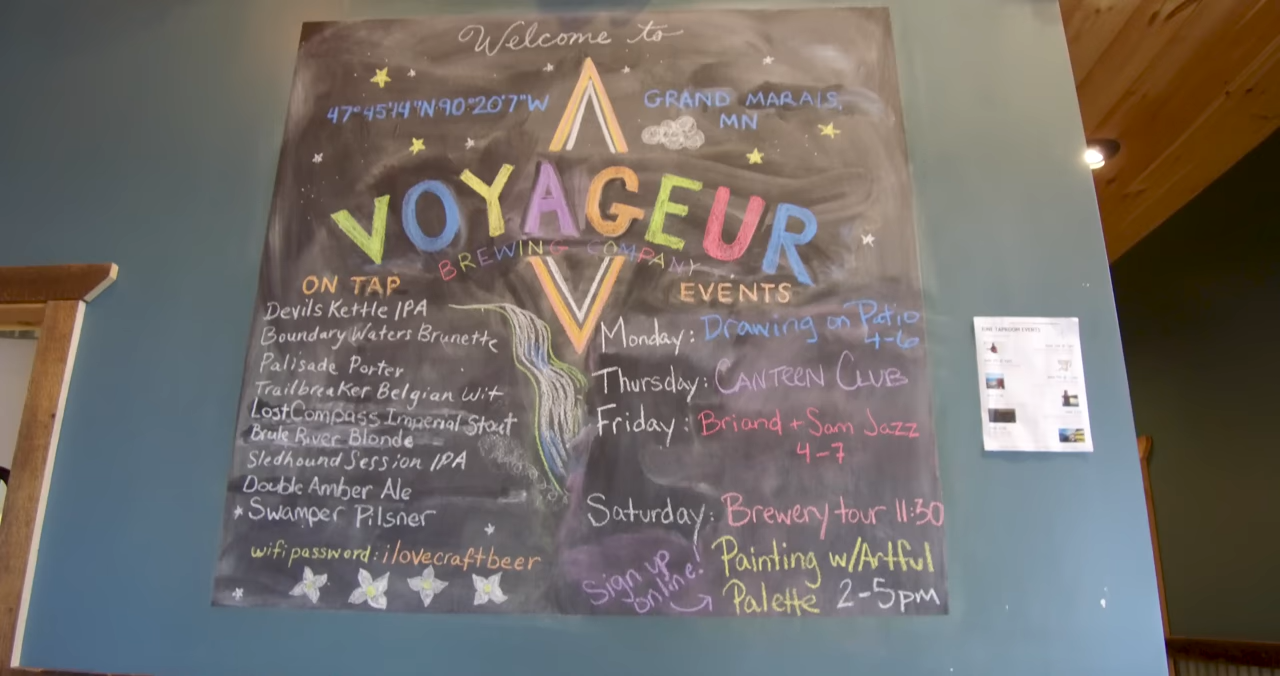 Welcome to
47°45'14"N 90°20'7"W
GRAND MARAIS,
MN
VOYAGEUR
BREWING COMPANY
ON TAP
Devils Kettle IPA
Boundary Waters Brunette
Palisade Porter
Trailbreaker Belgian Wit
Lost Compass Imperial Stout
Brule River Blonde
Sledhound Session IPA
Double Amber Ale
* Swamper Pilsner
wifi password: ilovecraftbeer
EVENTS
Monday: Drawing on Patio
4-6
Thursday: CANTEEN CLUB
Friday: Briand + Sam Jazz
4-7
Saturday: Brewery tour 11:30
Sign up
online!
Painting w/Artful
Palette 2-5pm